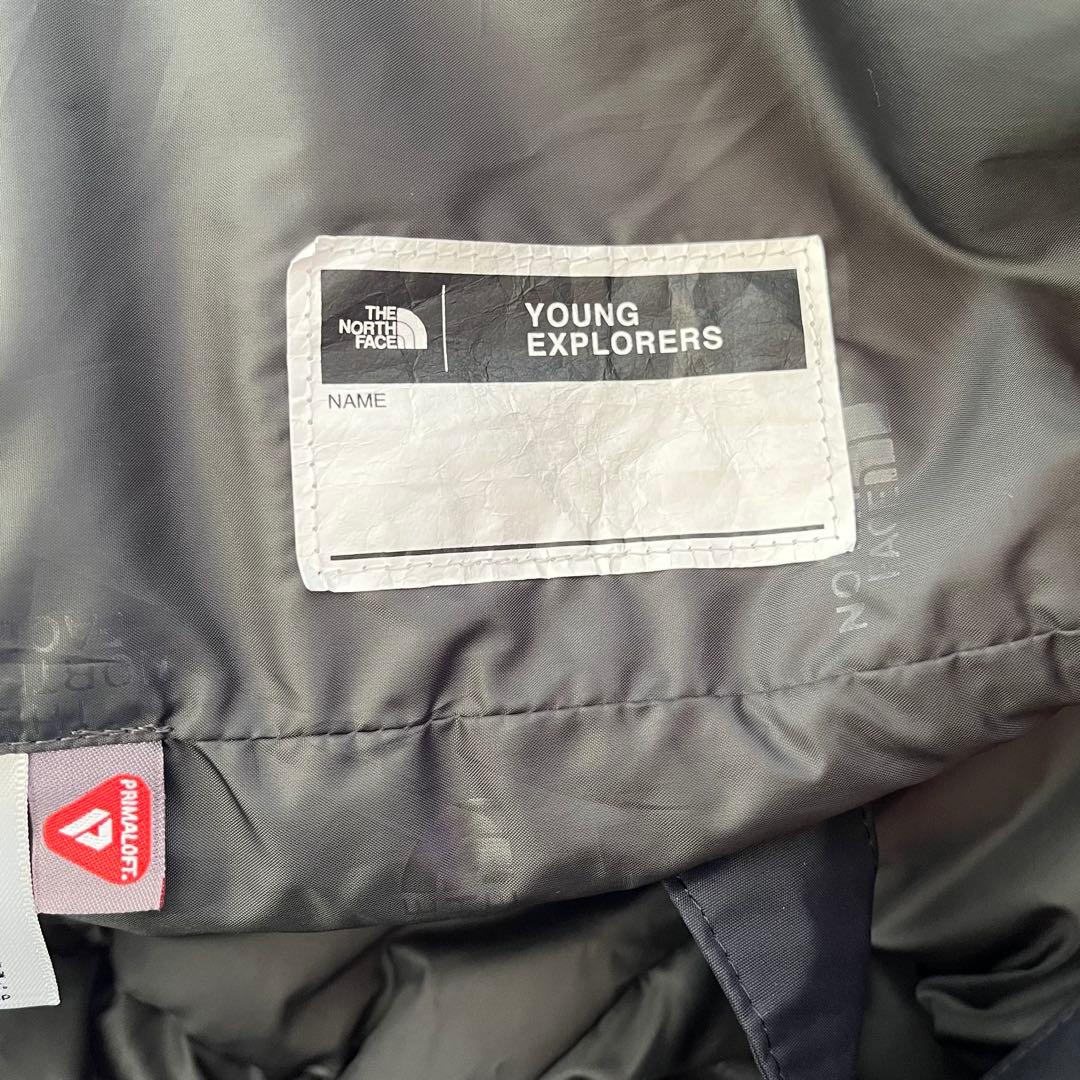 THE
NORTH
FACE
YOUNG
EXPLORERS
NAME
PRIMALOFT.